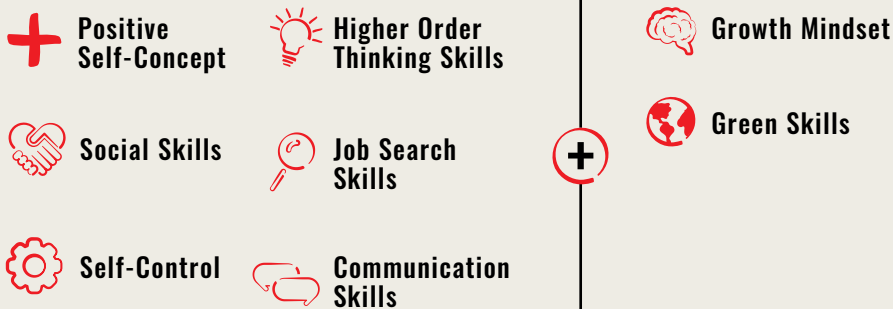 Positive
Self-Concept
Higher Order
Thinking Skills
Social Skills
Job Search
Skills
Self-Control
Communication
Skills
+
Growth Mindset
Green Skills